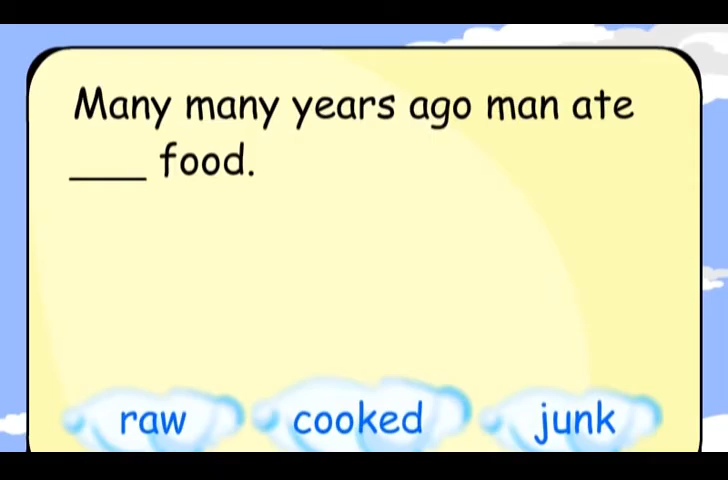 Many many years ago man ate
____ food.
raw cooked junk